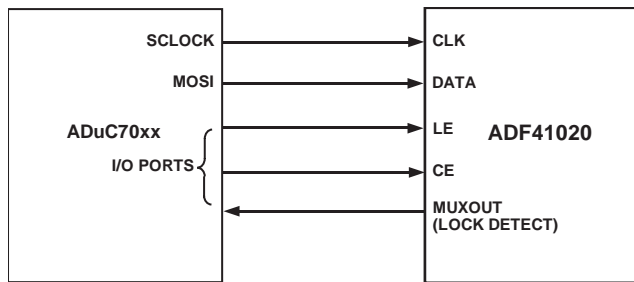 SCLOCK
MOSI
ADuC70xx
I/O PORTS
CLK
DATA
LE
ADF41020
CE
MUXOUT
(LOCK DETECT)